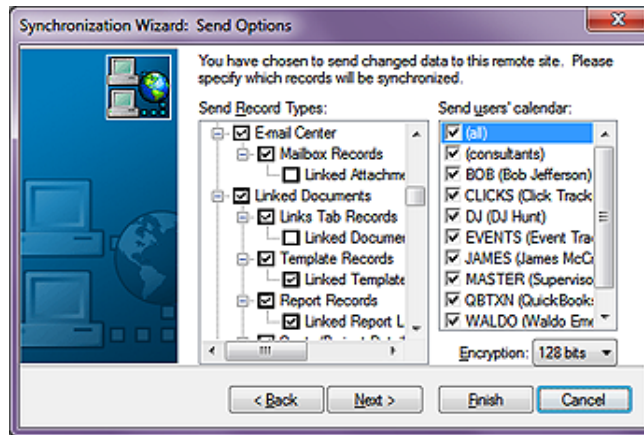 Synchronization Wizard: Send Options
You have chosen to send changed data to this remote site. Please
specify which records will be synchronized.
Send Record Types:
E-mail Center
Mailbox Records
Linked Attachme
Linked Documents
Links Tab Records
Linked Documer
Template Records
Linked Template
Report Records
Linked Report L
Send users' calendar:
(all)
(consultants)
BOB (Bob Jefferson)
CLICKS (Click Track
DJ (DJ Hunt)
EVENTS (Event Tra
JAMES (James McC
MASTER (Superviso
QBTXN (QuickBook
WALDO (Waldo Eme
Encryption: 128 bits
< Back Next > Finish Cancel